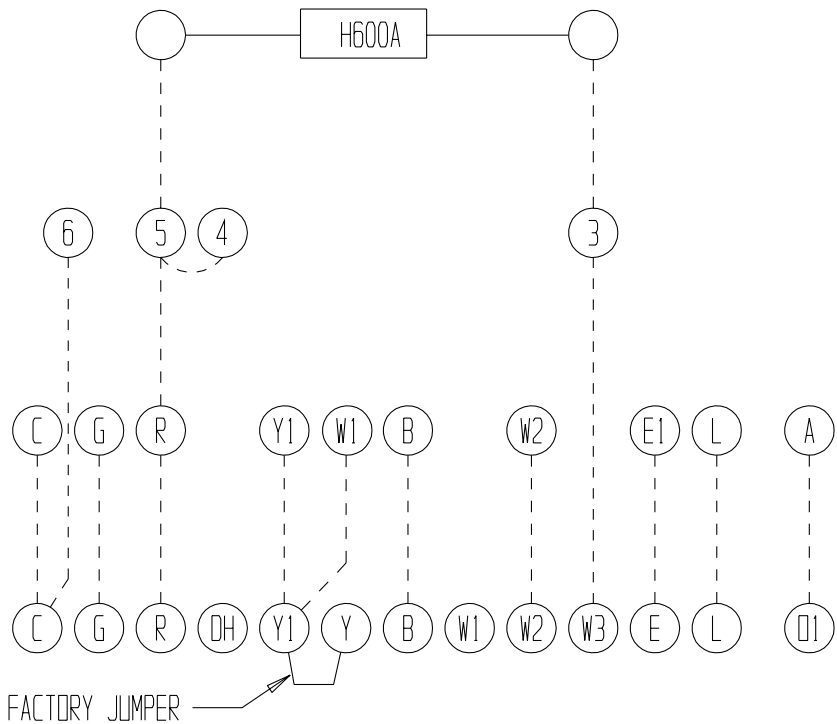 H600A
6 5 4 3
C G R Y1 W1 B W2 E1 L A
C G R DH Y1 Y B W1 W2 W3 E L O1
FACTORY JUMPER